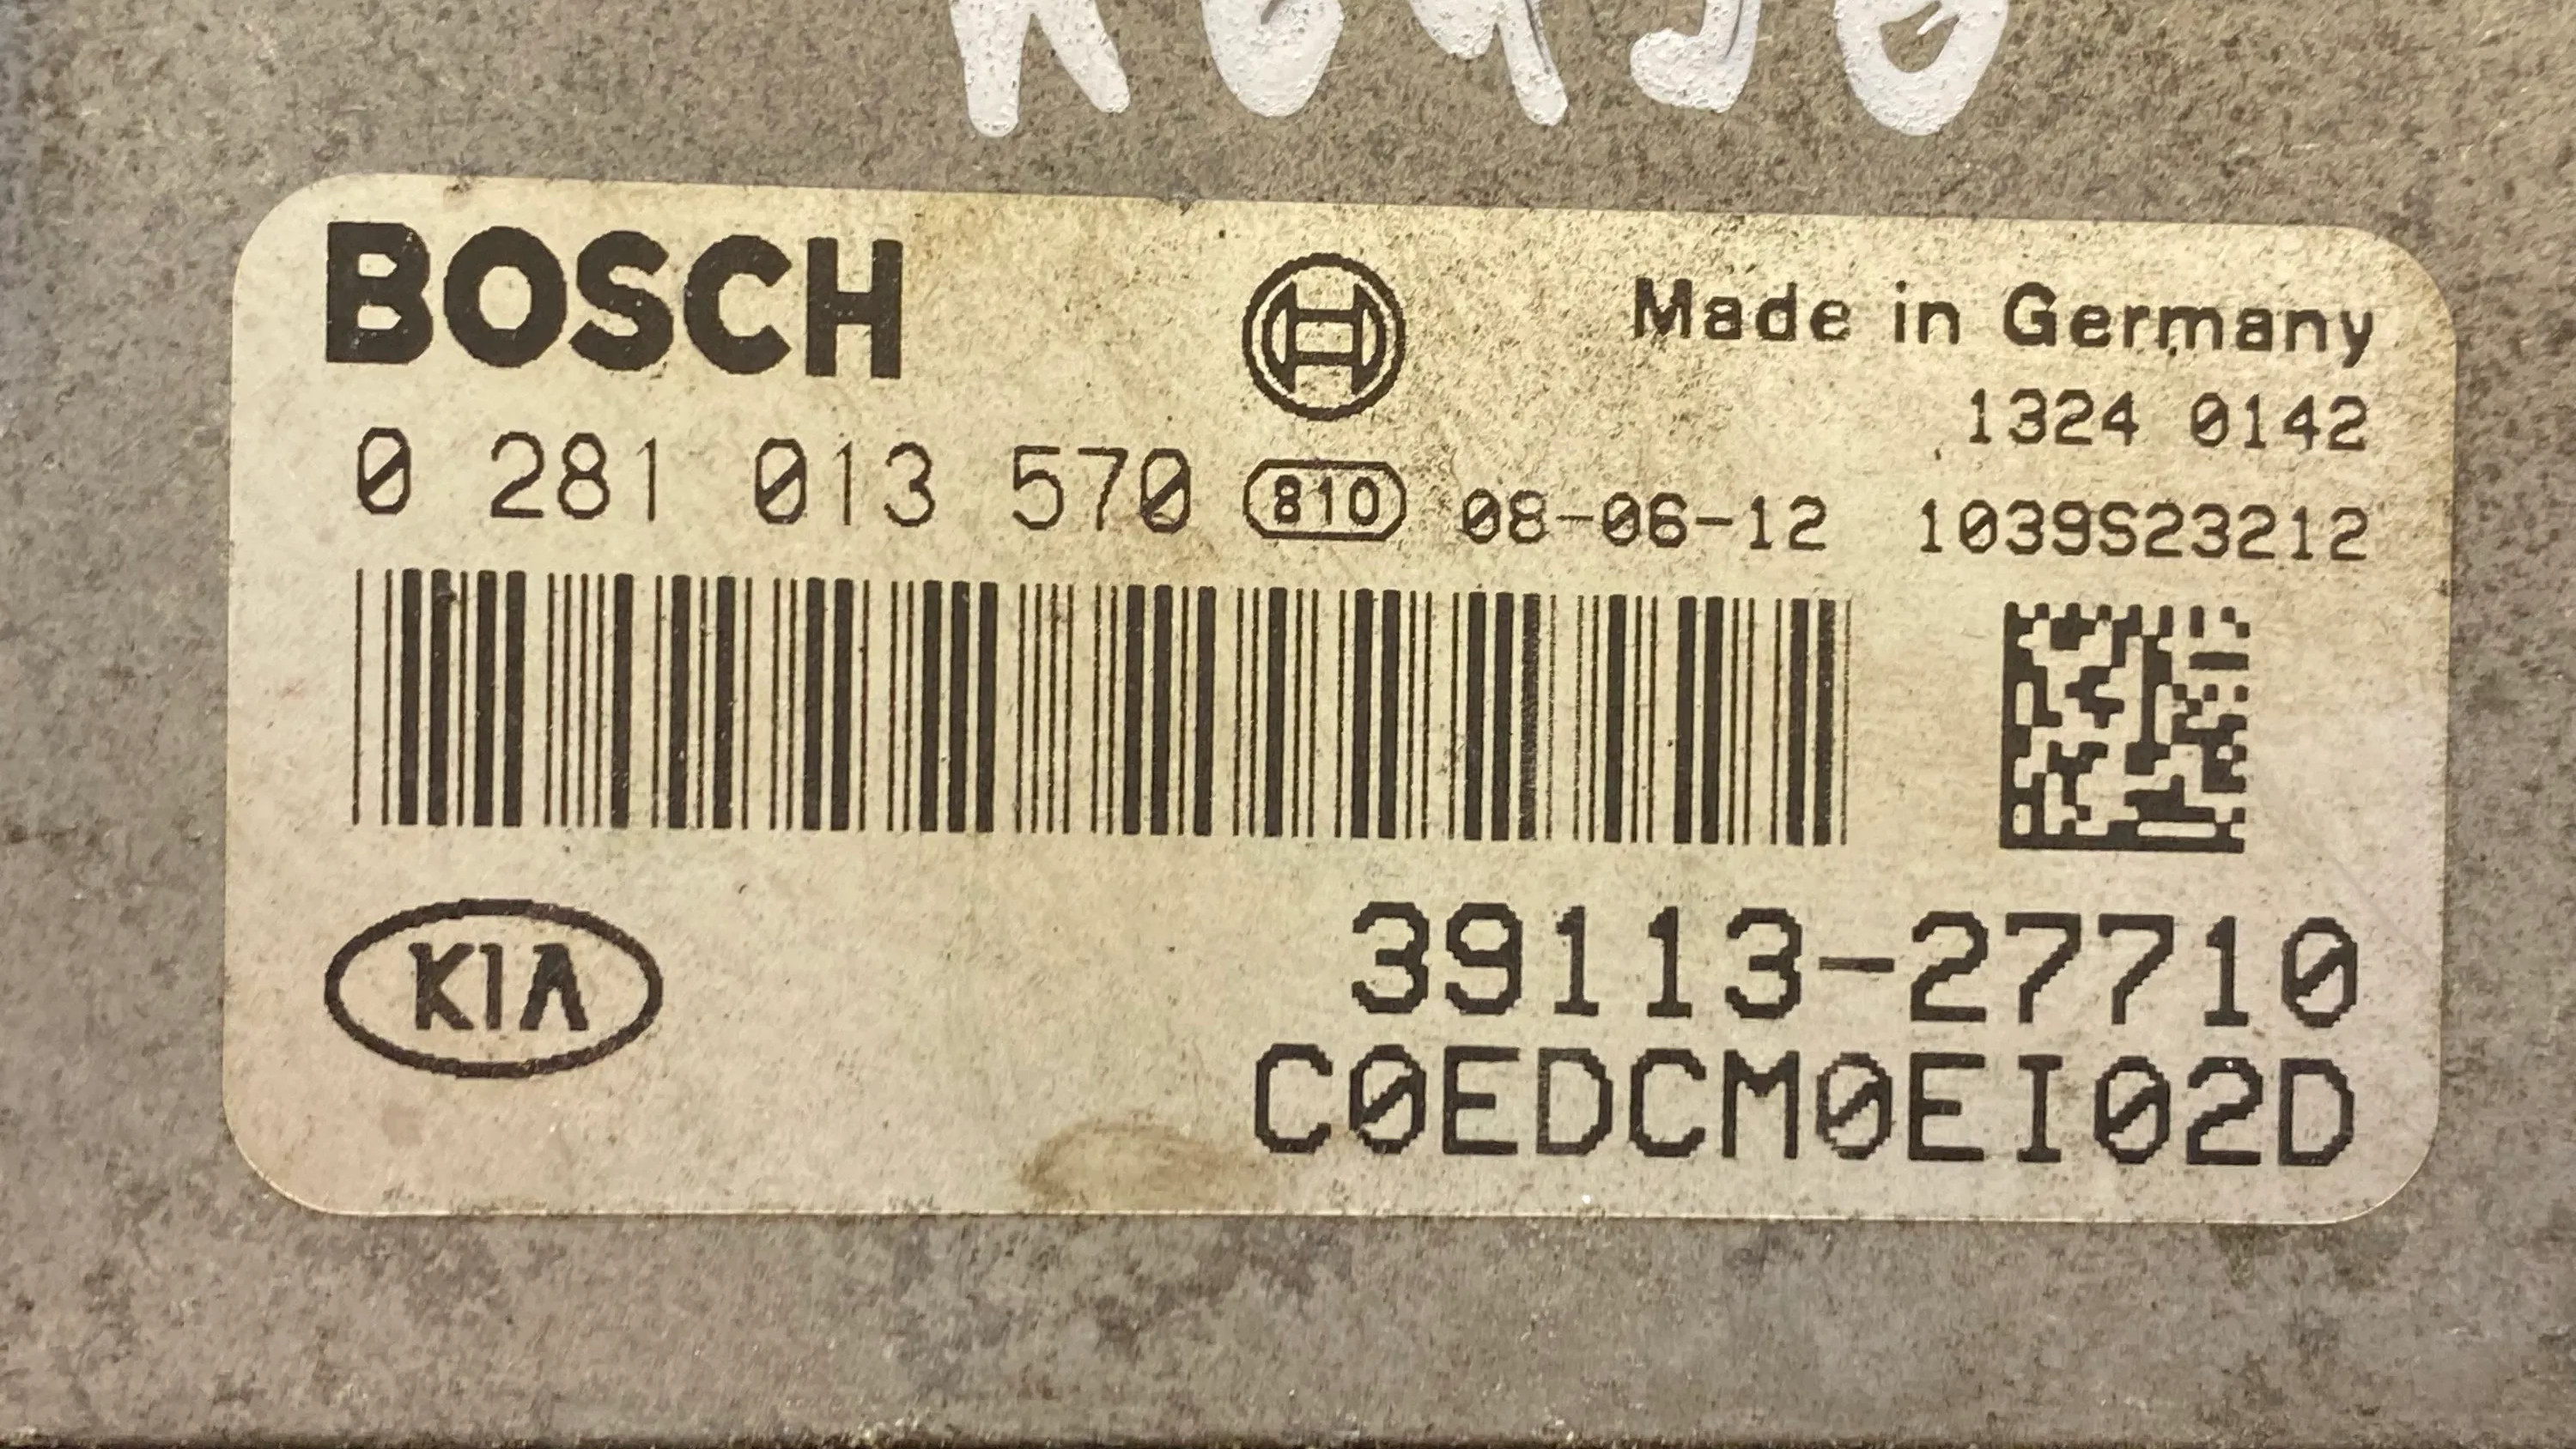 BOSCH
Made in Germany
1324 0142
0 281 013 570 810 08-06-12 1039S23212
KIA
39113-27710
C0EDCM0EI02D